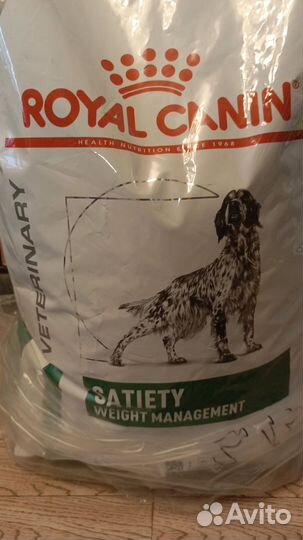 ROYAL CANIN
HEALTH NUTRITION SINCE 1968
VETERINARY
SATIETY
WEIGHT MANAGEMENT
Avito